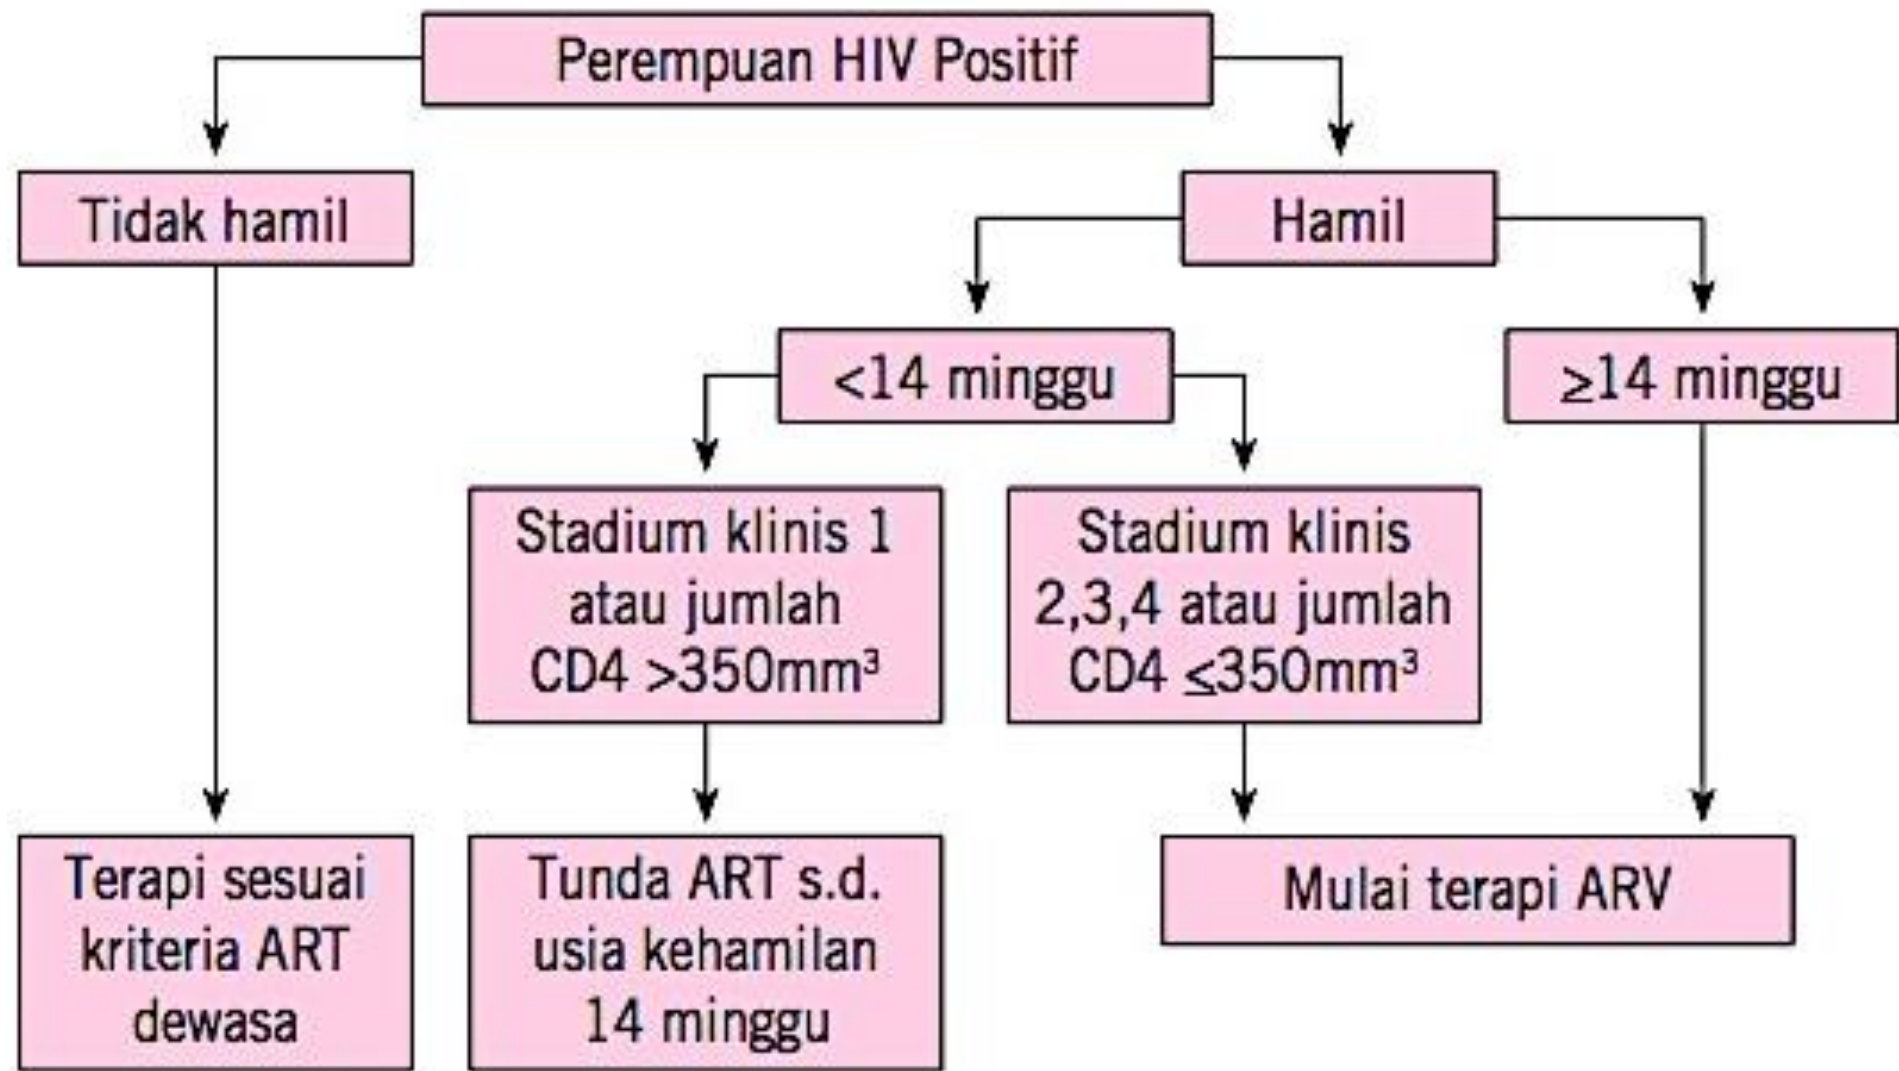 Perempuan HIV Positif
Tidak hamil
Hamil
<14 minggu
≥14 minggu
Stadium klinis 1
atau jumlah
CD4 >350mm³
Stadium klinis
2,3,4 atau jumlah
CD4 ≤350mm³
Terapi sesuai
kriteria ART
dewasa
Tunda ART s.d.
usia kehamilan
14 minggu
Mulai terapi ARV